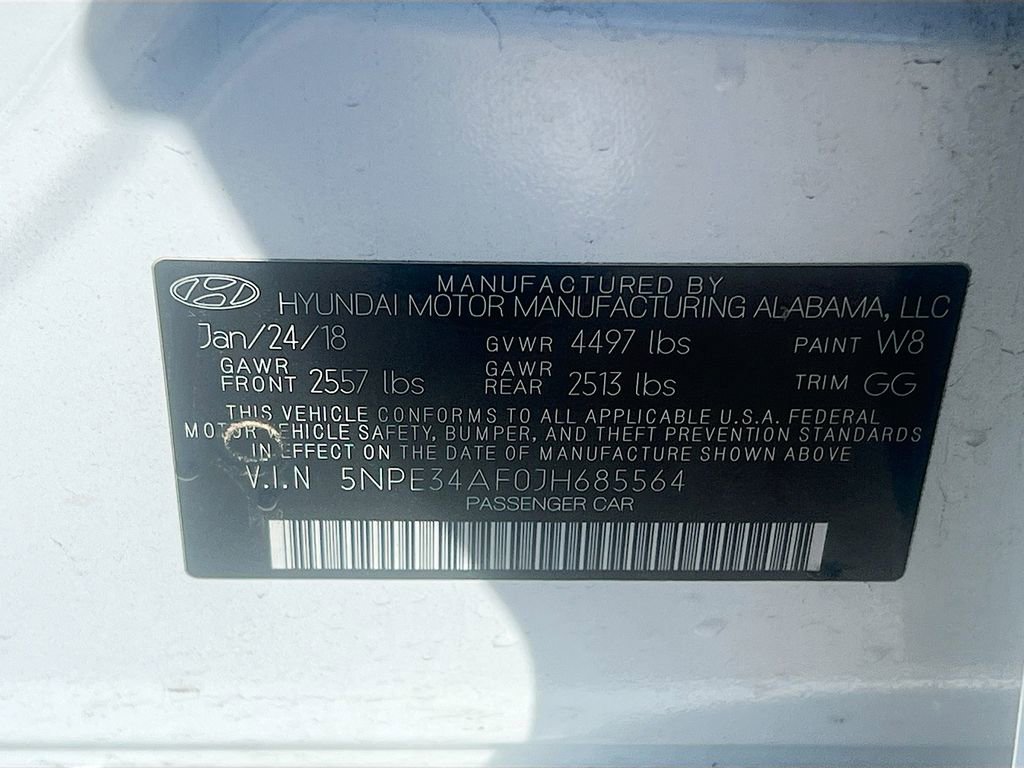 MANUFACTURED BY
HYUNDAI MOTOR MANUFACTURING ALABAMA, LLC
Jan/24/18 GVWR 4497 lbs PAINT W8
GAWR FRONT 2557 lbs GAWR REAR 2513 lbs TRIM GG
THIS VEHICLE CONFORMS TO ALL APPLICABLE U.S.A. FEDERAL
MOTOR VEHICLE SAFETY, BUMPER, AND THEFT PREVENTION STANDARDS
IN EFFECT ON THE DATE OF MANUFACTURE SHOWN ABOVE
V.I.N 5NPE34AF0JH685564
PASSENGER CAR